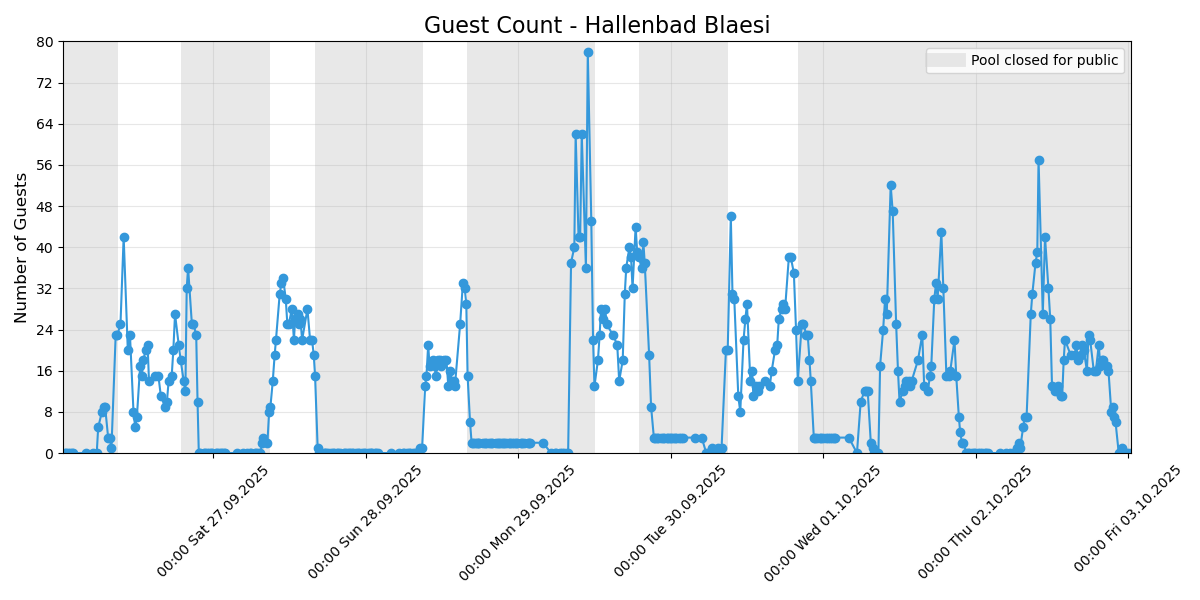 Guest Count - Hallenbad Blaesi
Pool closed for public
Number of Guests
80
72
64
56
48
40
32
24
16
8
0
00:00 Sat 27.09.2025
00:00 Sun 28.09.2025
00:00 Mon 29.09.2025
00:00 Tue 30.09.2025
00:00 Wed 01.10.2025
00:00 Thu 02.10.2025
00:00 Fri 03.10.2025